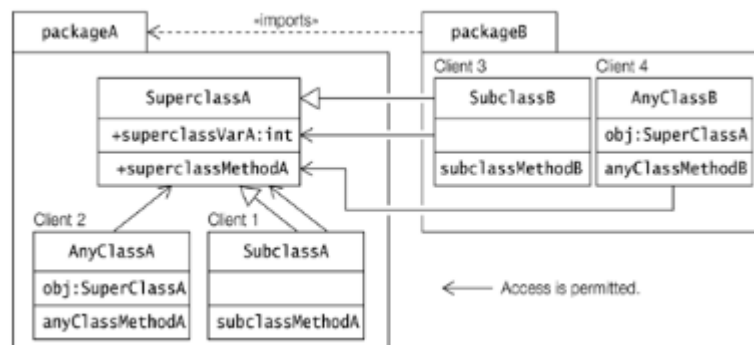 «imports»
packageA
packageB
Client 3
Client 4
SuperclassA
SubclassB
AnyClassB
+superclassVarA:int
obj:SuperClassA
+superclassMethodA
subclassMethodB
anyClassMethodB
Client 2
Client 1
AnyClassA
SubclassA
obj:SuperClassA
anyClassMethodA
subclassMethodA
Access is permitted.